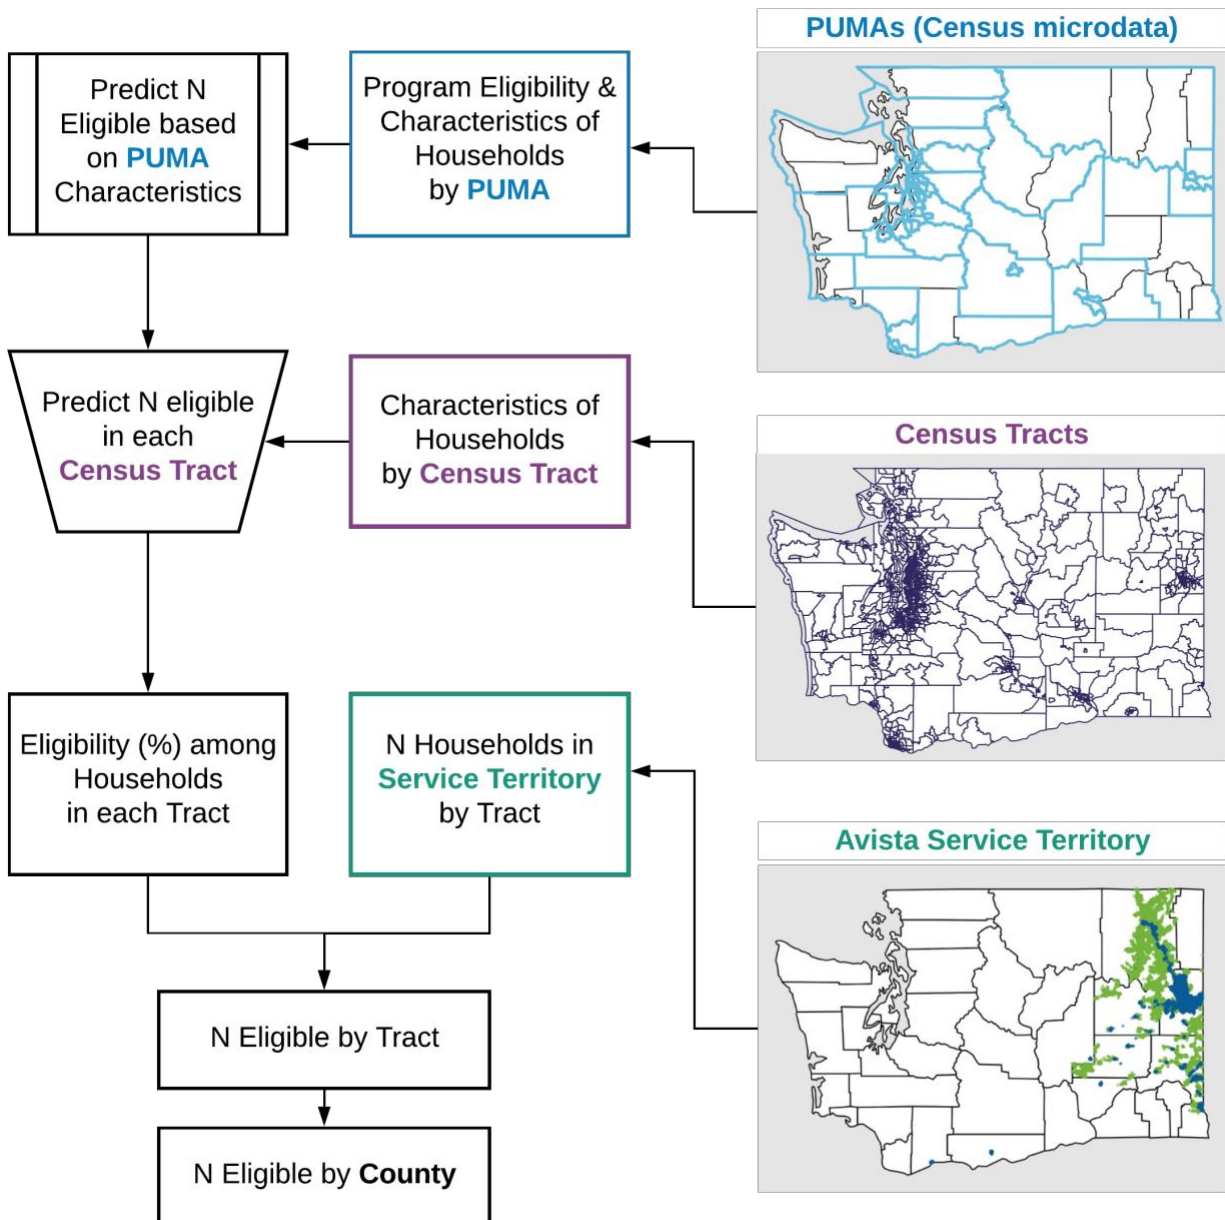 PUMAs (Census microdata)
Predict N
Eligible based
on PUMA
Characteristics
Program Eligibility &
Characteristics of
Households
by PUMA
Predict N eligible
in each
Census Tract
Characteristics of
Households
by Census Tract
Census Tracts
Eligibility (%) among
Households
in each Tract
N Households in
Service Territory
by Tract
Avista Service Territory
N Eligible by Tract
N Eligible by County